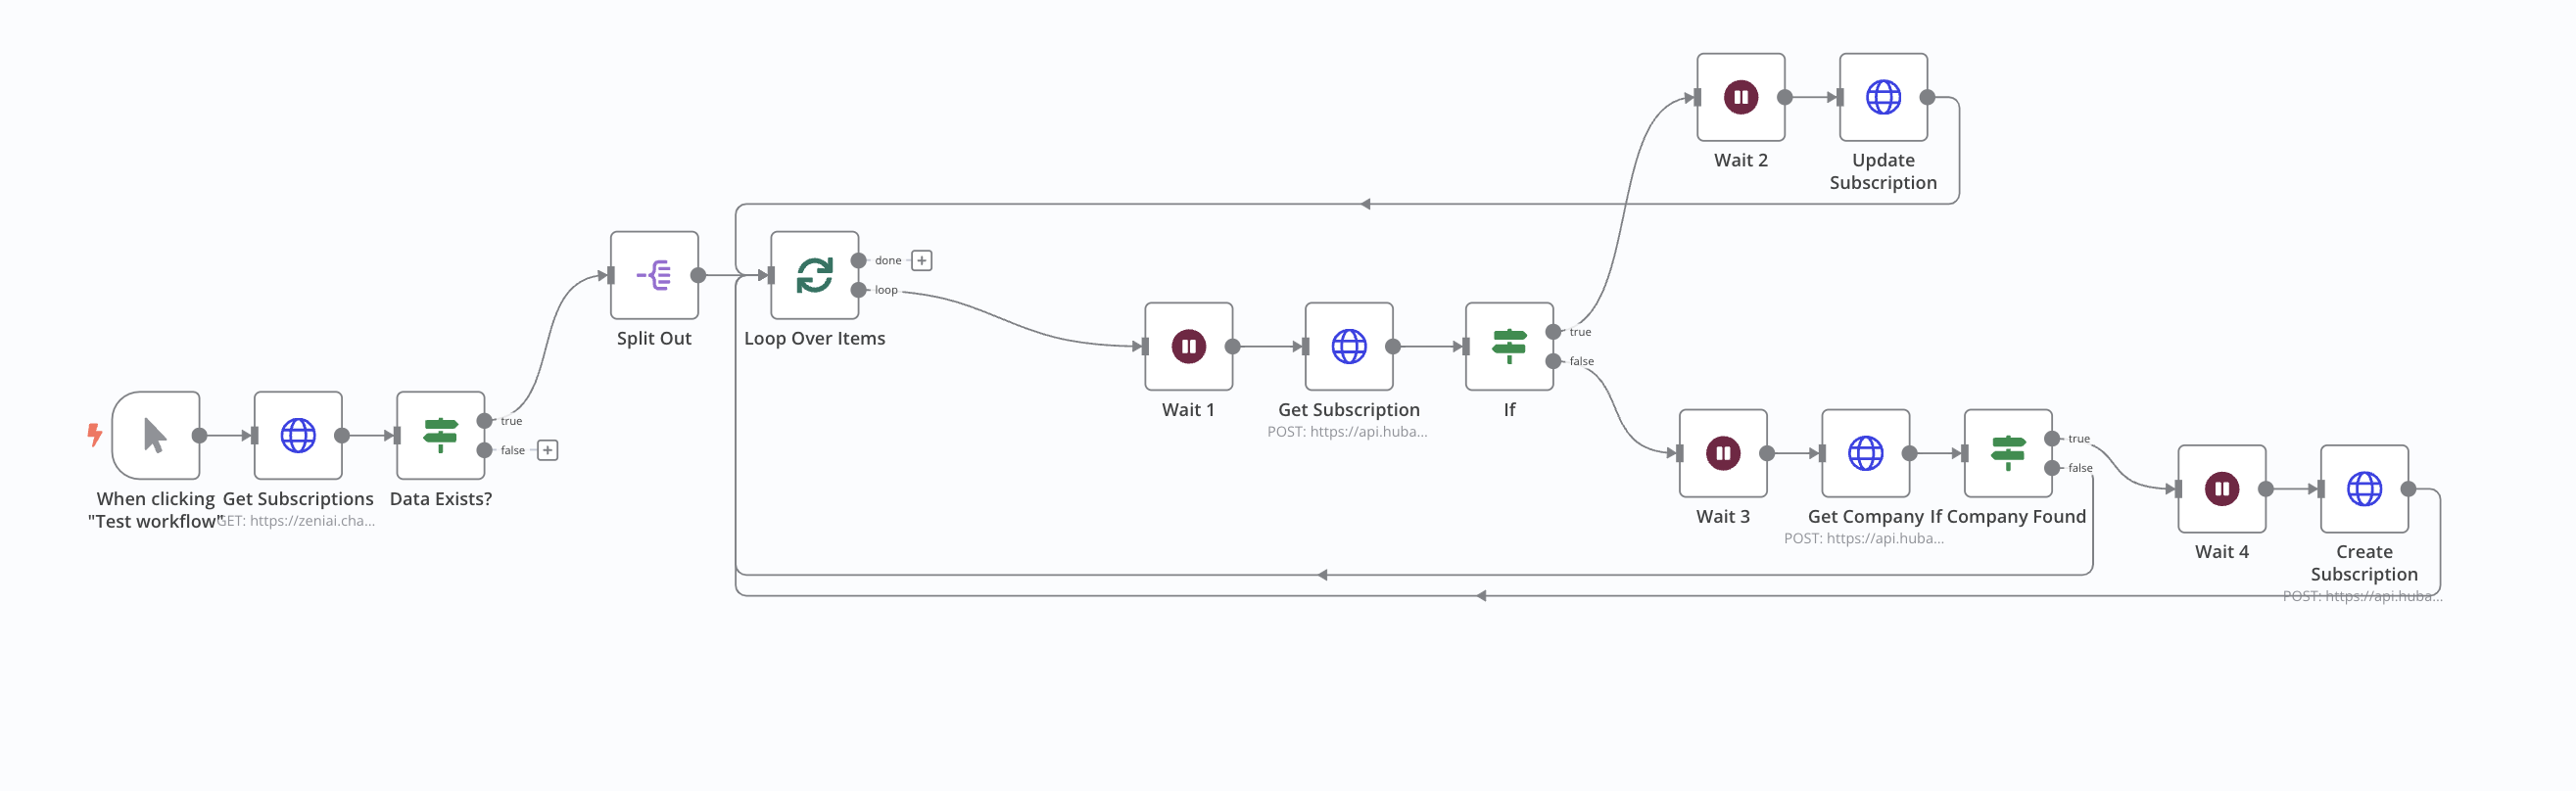 Wait 2
Update
Subscription
Split Out
done
loop
Loop Over Items
true
false
Wait 1
Get Subscription
POST: https://api.huba...
If
true
false
When clicking
"Test workflow"
Get Subscriptions
GET: https://zeniai.cha...
Data Exists?
true
false
Wait 3
Get Company
POST: https://api.huba...
If Company Found
Wait 4
Create
Subscription
POST: https://api.huba...
true
false